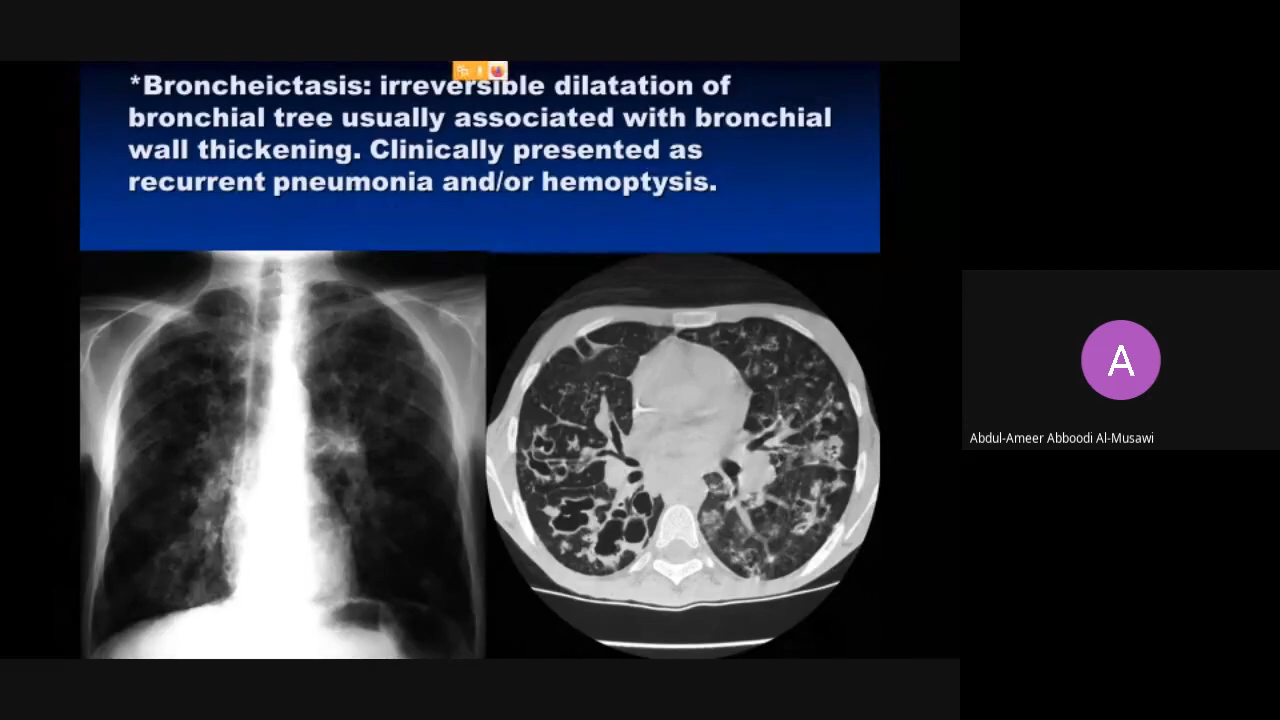 *Broncheictasis: irreversible dilatation of
bronchial tree usually associated with bronchial
wall thickening. Clinically presented as
recurrent pneumonia and/or hemoptysis.
A
Abdul-Ameer Abboodi Al-Musawi